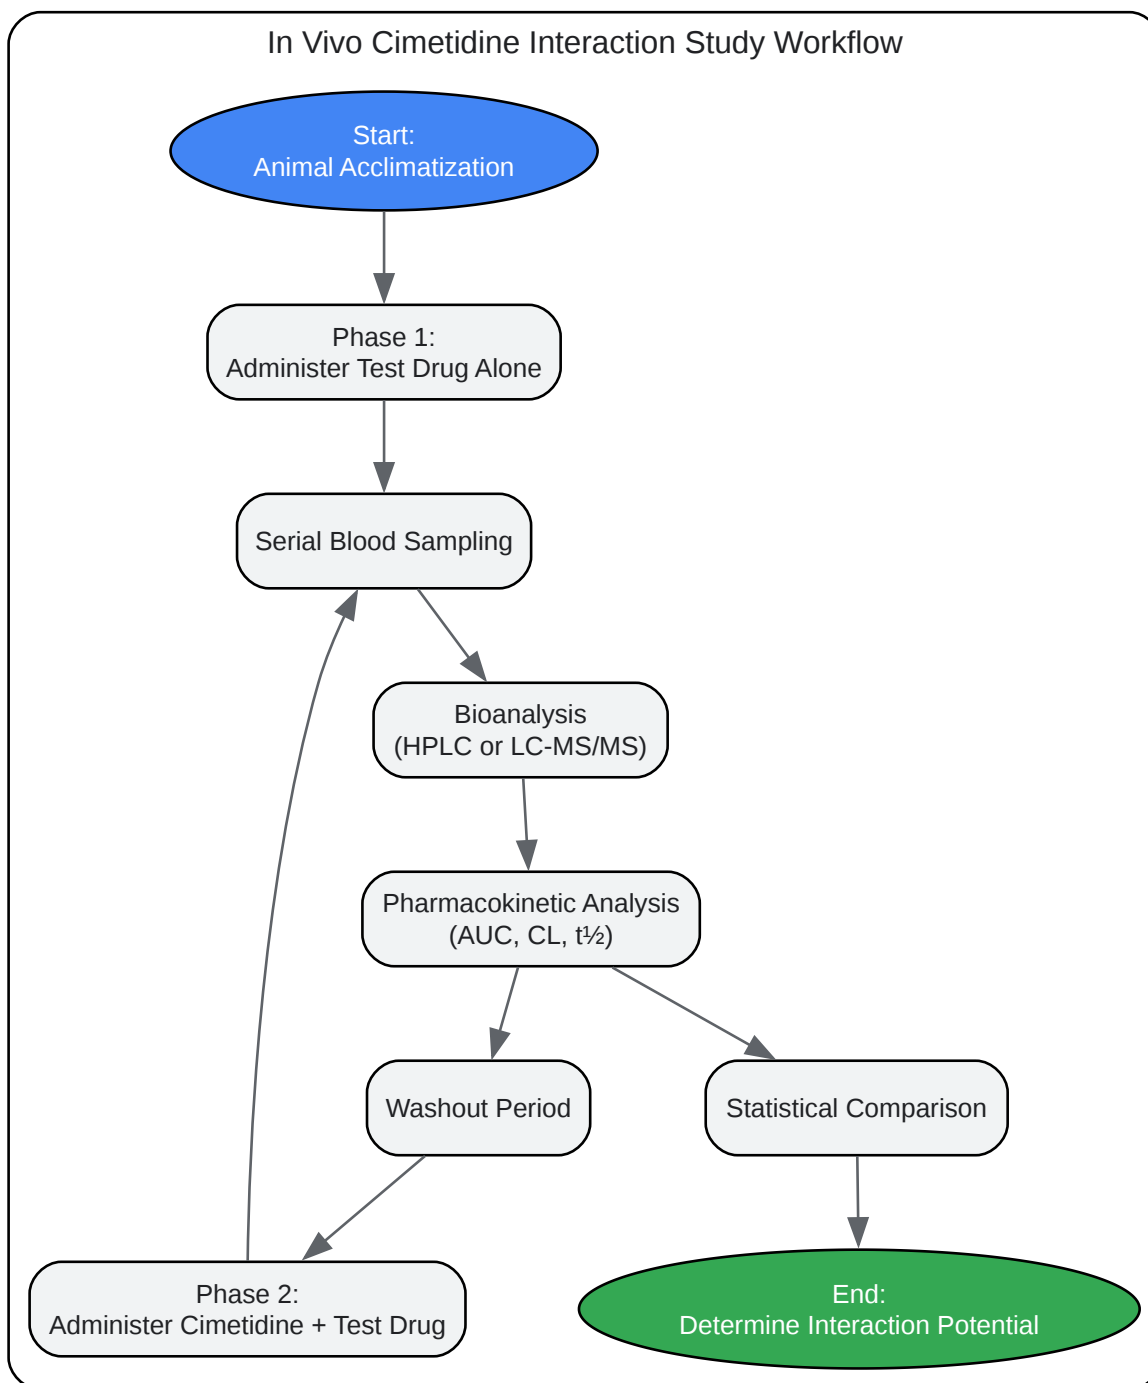 In Vivo Cimetidine Interaction Study Workflow
Start:
Animal Acclimatization
Phase 1:
Administer Test Drug Alone
Serial Blood Sampling
Bioanalysis
(HPLC or LC-MS/MS)
Pharmacokinetic Analysis
(AUC, CL, t½)
Washout Period
Statistical Comparison
Phase 2:
Administer Cimetidine + Test Drug
End:
Determine Interaction Potential